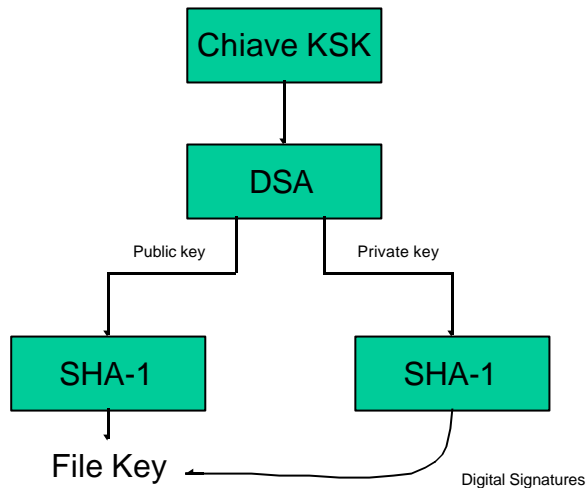 Chiave KSK
DSA
Public key
Private key
SHA-1
SHA-1
File Key
Digital Signatures